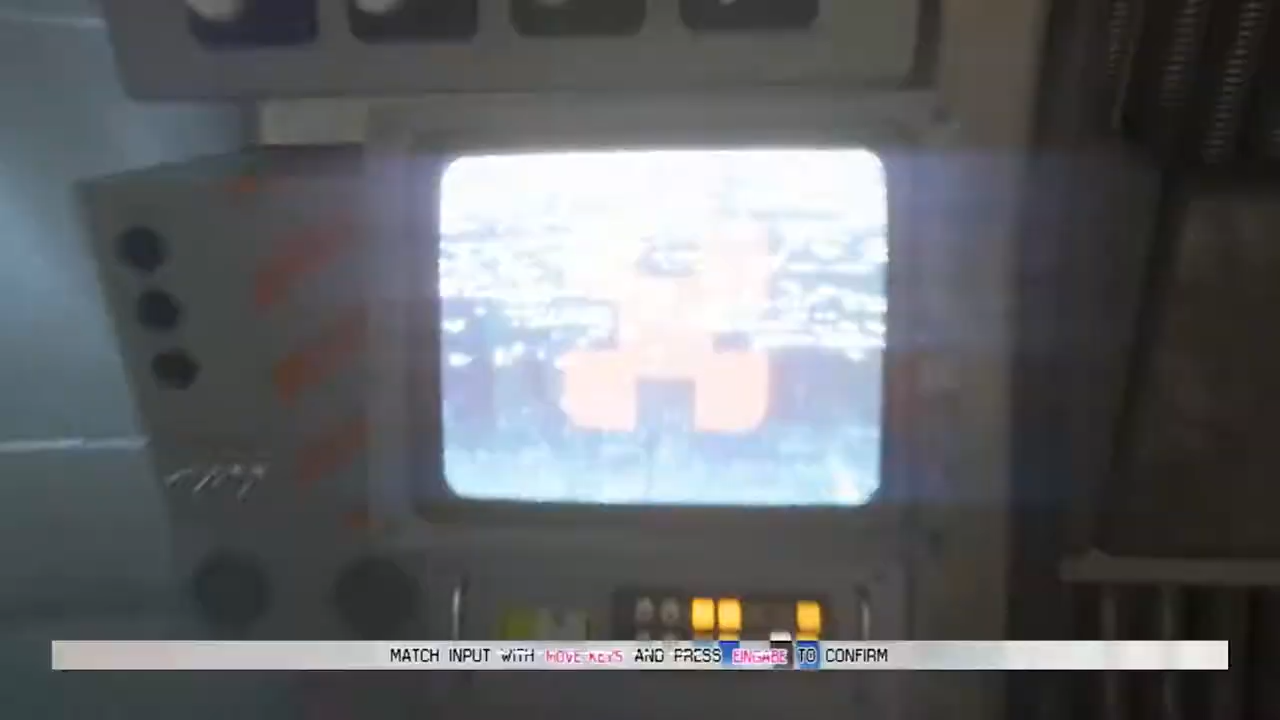 MATCH INPUT WITH MOVE KEYS AND PRESS EINGABE TO CONFIRM